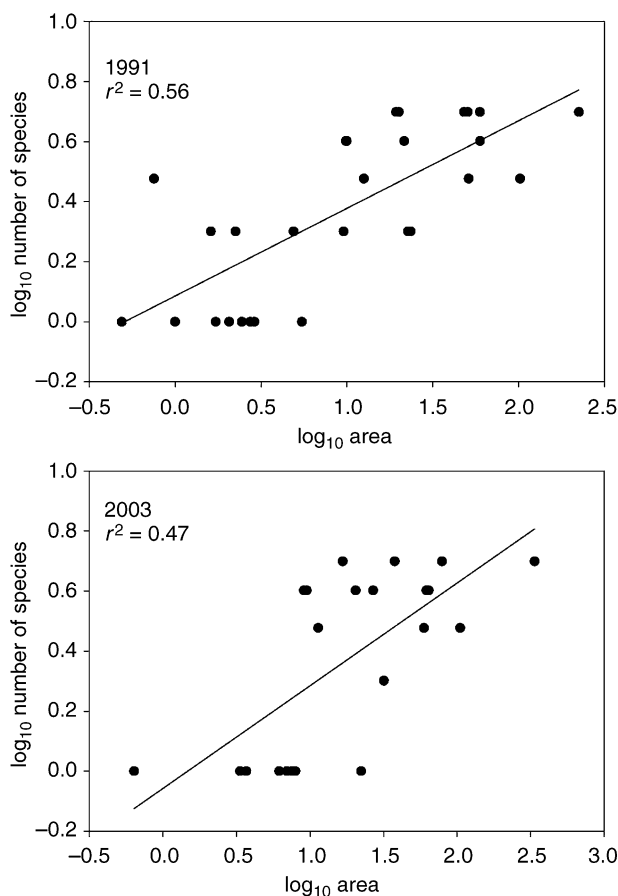 1.0
1991
r² = 0.56
0.8
0.6
0.4
0.2
0.0
–0.2
log₁₀ number of species
–0.5 0.0 0.5 1.0 1.5 2.0 2.5
log₁₀ area
1.0
2003
r² = 0.47
0.8
0.6
0.4
0.2
0.0
–0.2
log₁₀ number of species
–0.5 0.0 0.5 1.0 1.5 2.0 2.5 3.0
log₁₀ area